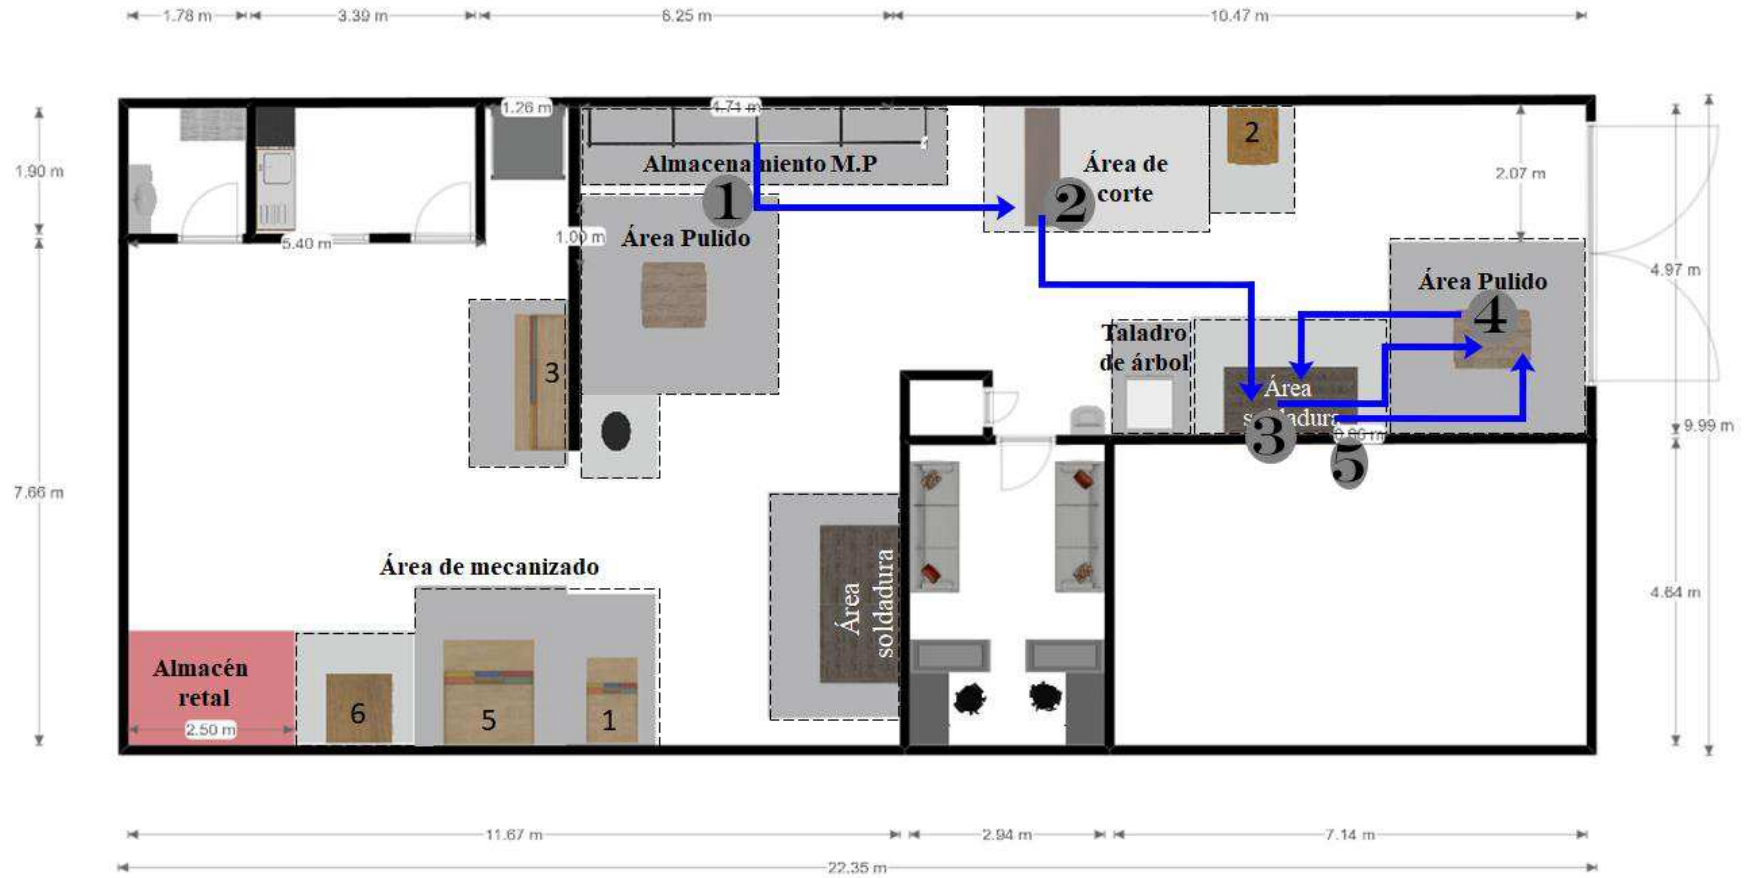 1.78 m
3.39 m
6.25 m
10.47 m
1.26 m
4.71 m
Almacenamiento M.P
Área de
corte
2
1.90 m
2.07 m
1
2
5.40 m
1.00 m
Área Pulido
4.97 m
Área Pulido
4
Taladro
de árbol
3
Área
soldadura
3
5
9.99 m
7.66 m
Área de mecanizado
Área
soldadura
4.64 m
Almacén
retal
2.50 m
6
5
1
11.67 m
2.94 m
7.14 m
22.35 m